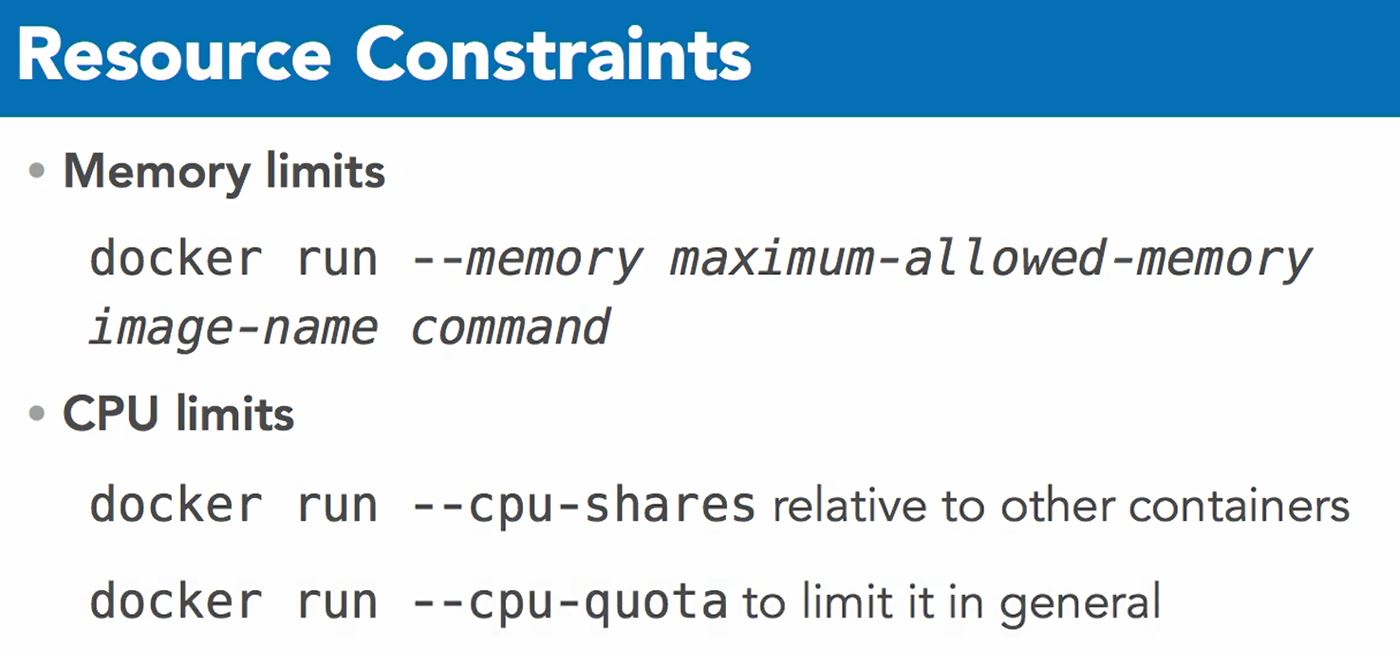 Resource Constraints
• Memory limits
docker run --memory maximum-allowed-memory
image-name command
• CPU limits
docker run --cpu-shares relative to other containers
docker run --cpu-quota to limit it in general